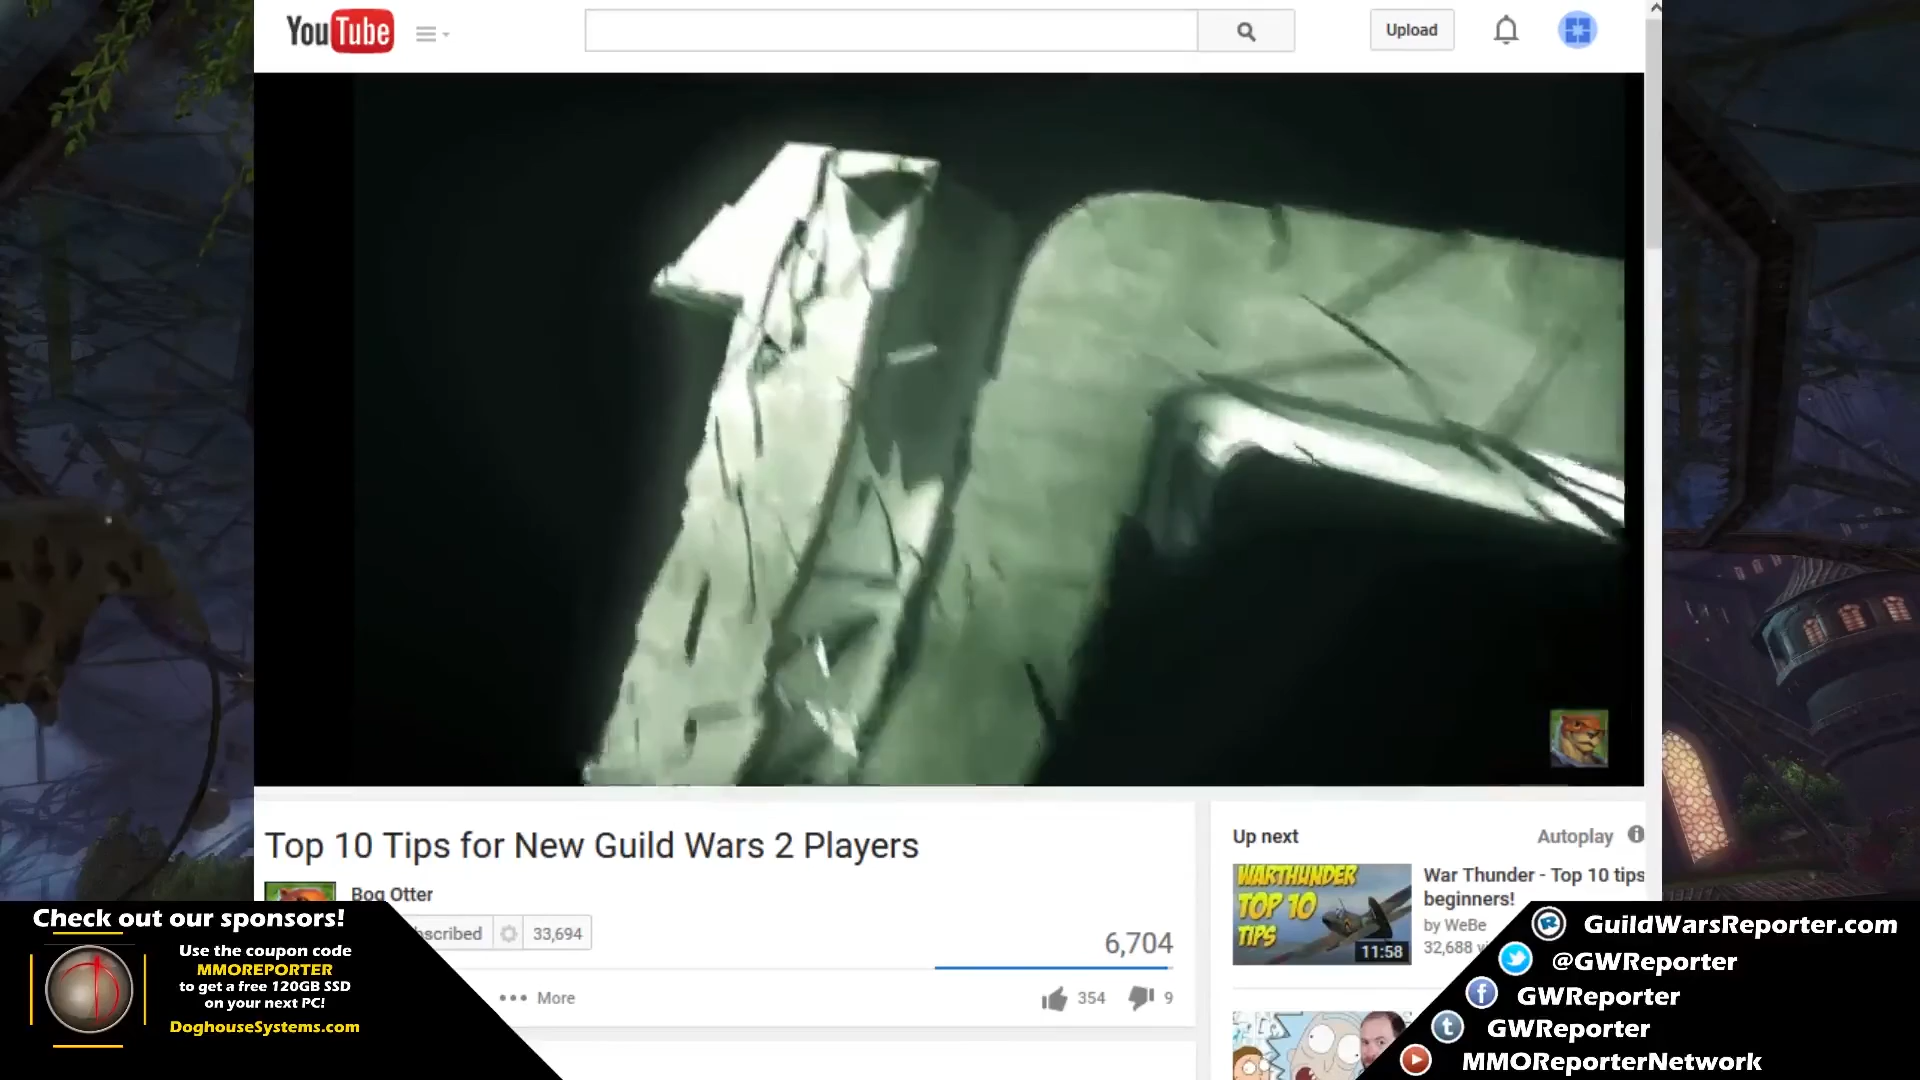 YouTube
Upload
Top 10 Tips for New Guild Wars 2 Players
Bog Otter
scribed
33,694
6,704
More
354
9
Up next
Autoplay
WARTHUNDER
TOP 10
TIPS
11:58
War Thunder - Top 10 tips
beginners!
by WeBe
32,688
Check out our sponsors!
Use the coupon code
MMOREPORTER
to get a free 120GB SSD
on your next PC!
DoghouseSystems.com
GuildWarsReporter.com
@GWReporter
GWReporter
GWReporter
MMOReporterNetwork